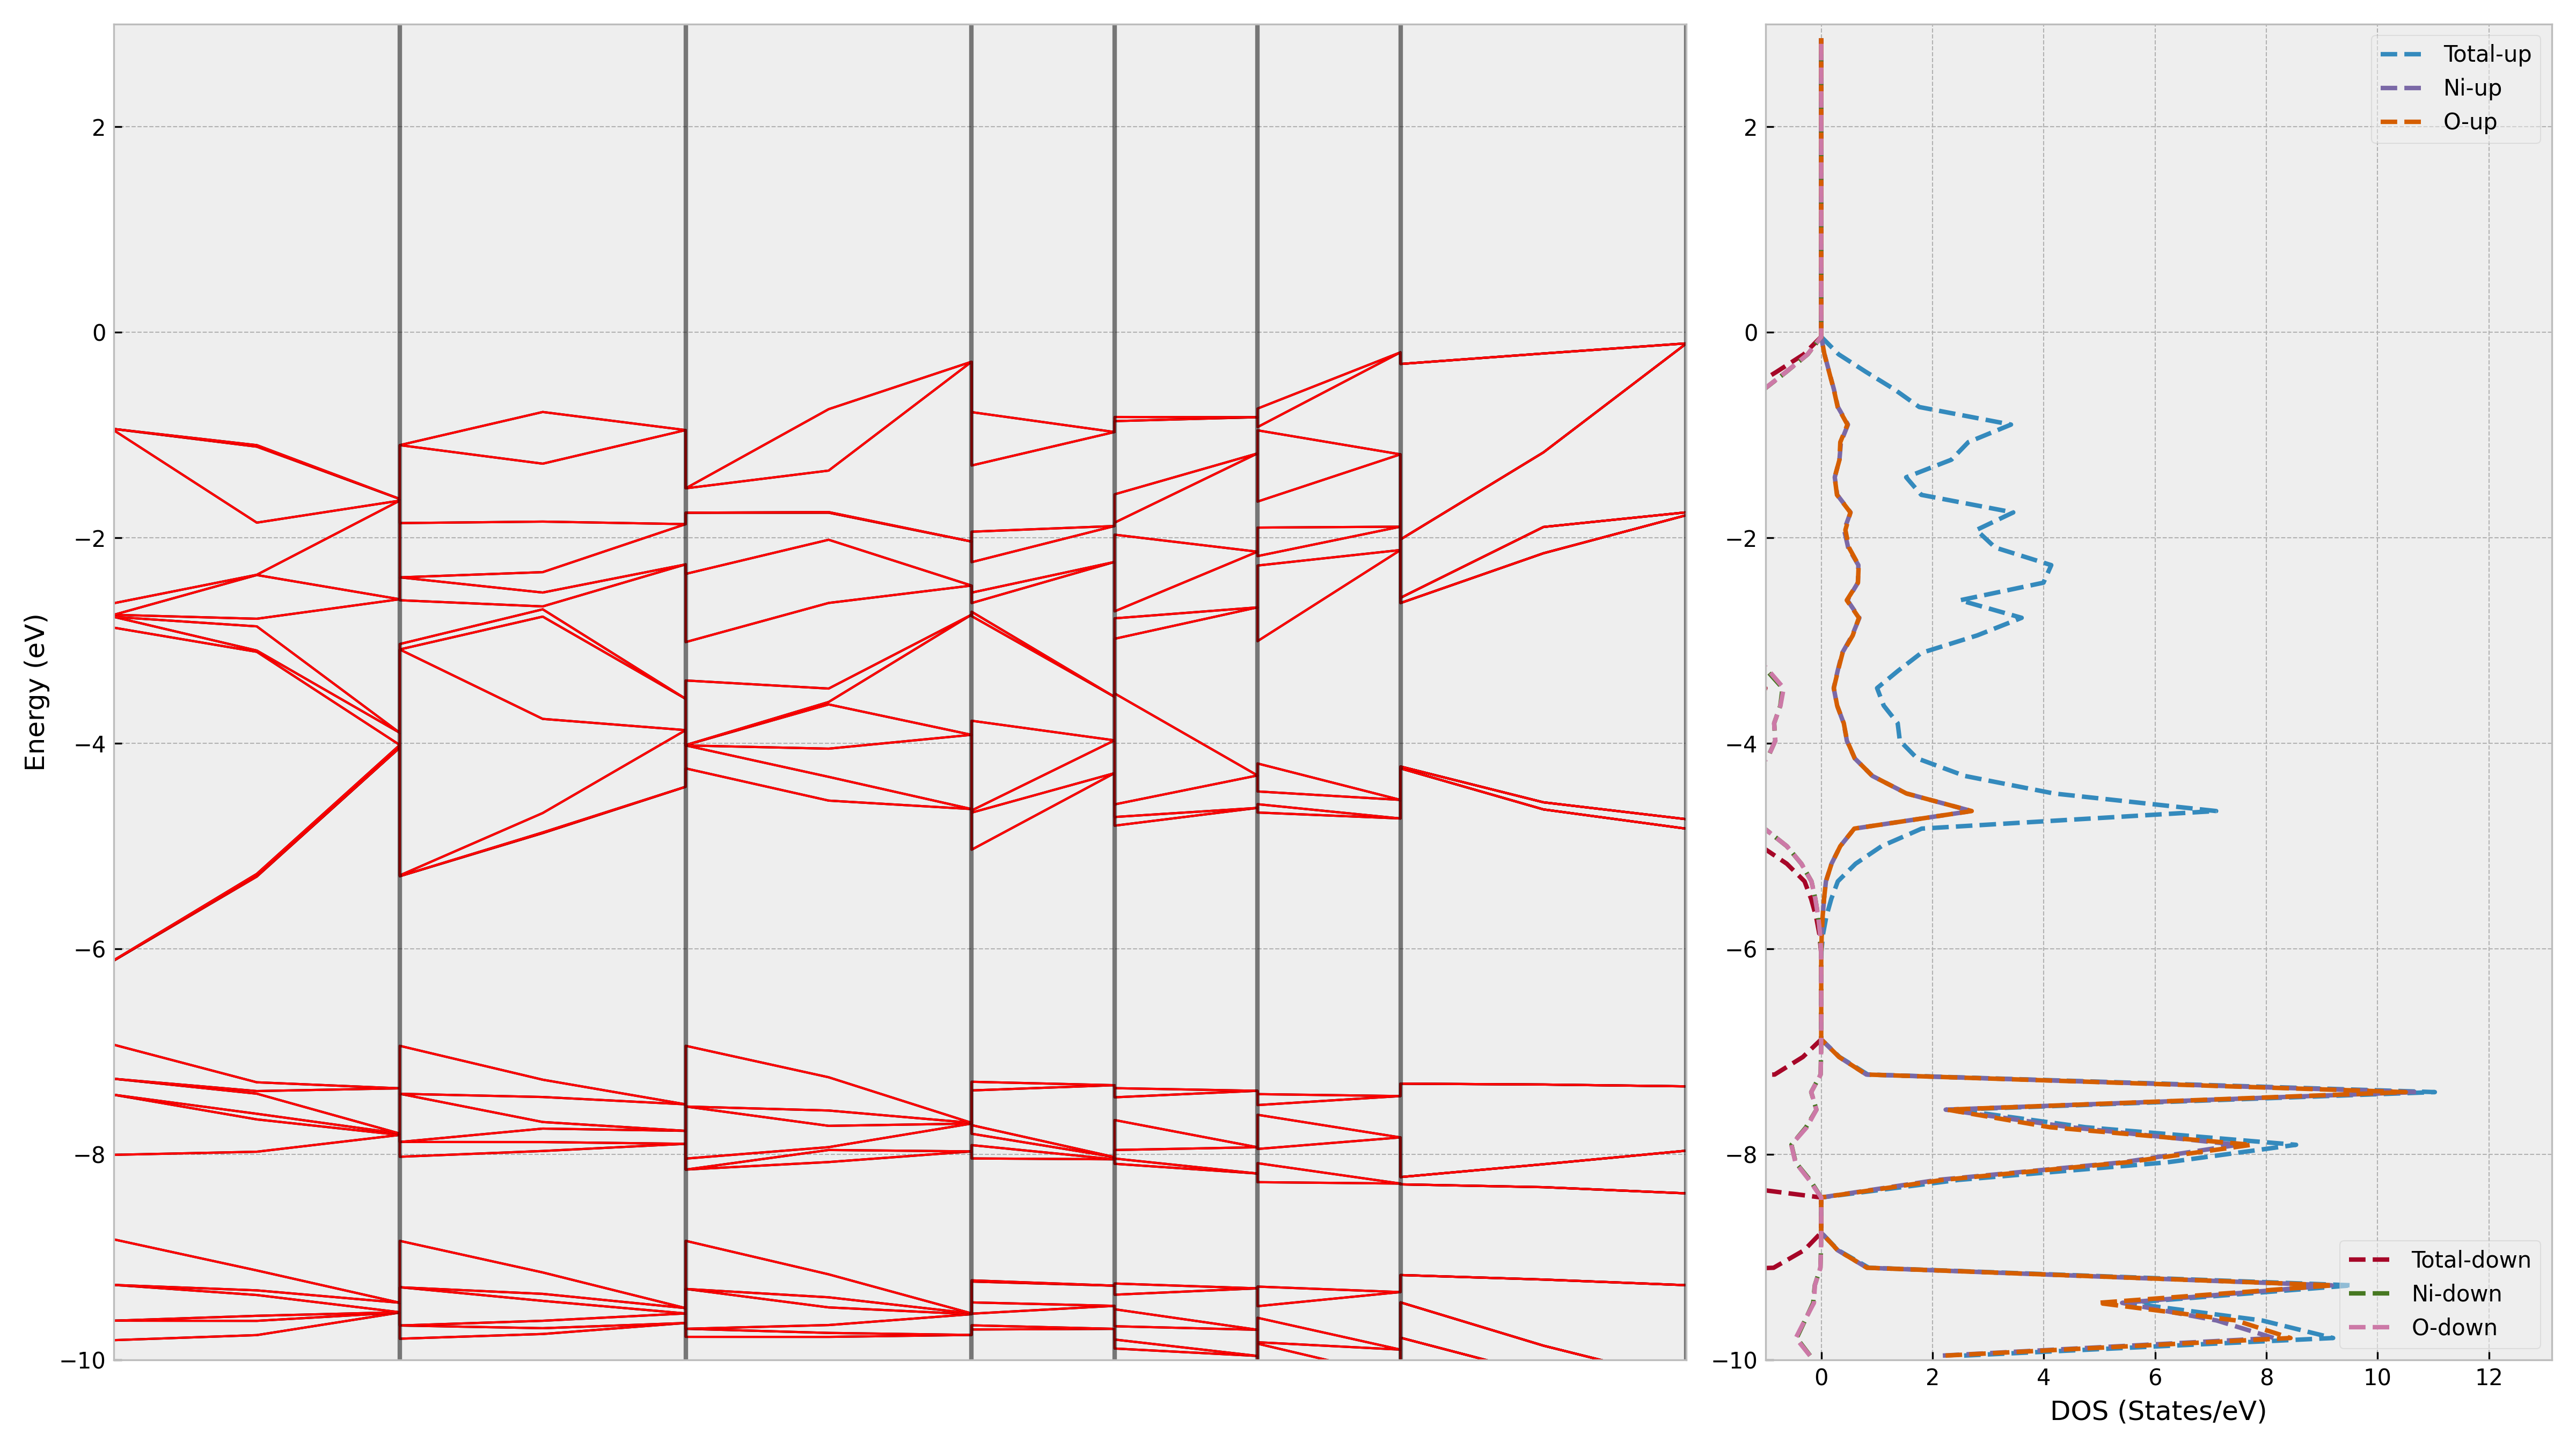 Energy (eV)
2
0
−2
−4
−6
−8
−10
2
0
−2
−4
−6
−8
−10
Total-up
Ni-up
O-up
Total-down
Ni-down
O-down
0 2 4 6 8 10 12
DOS (States/eV)